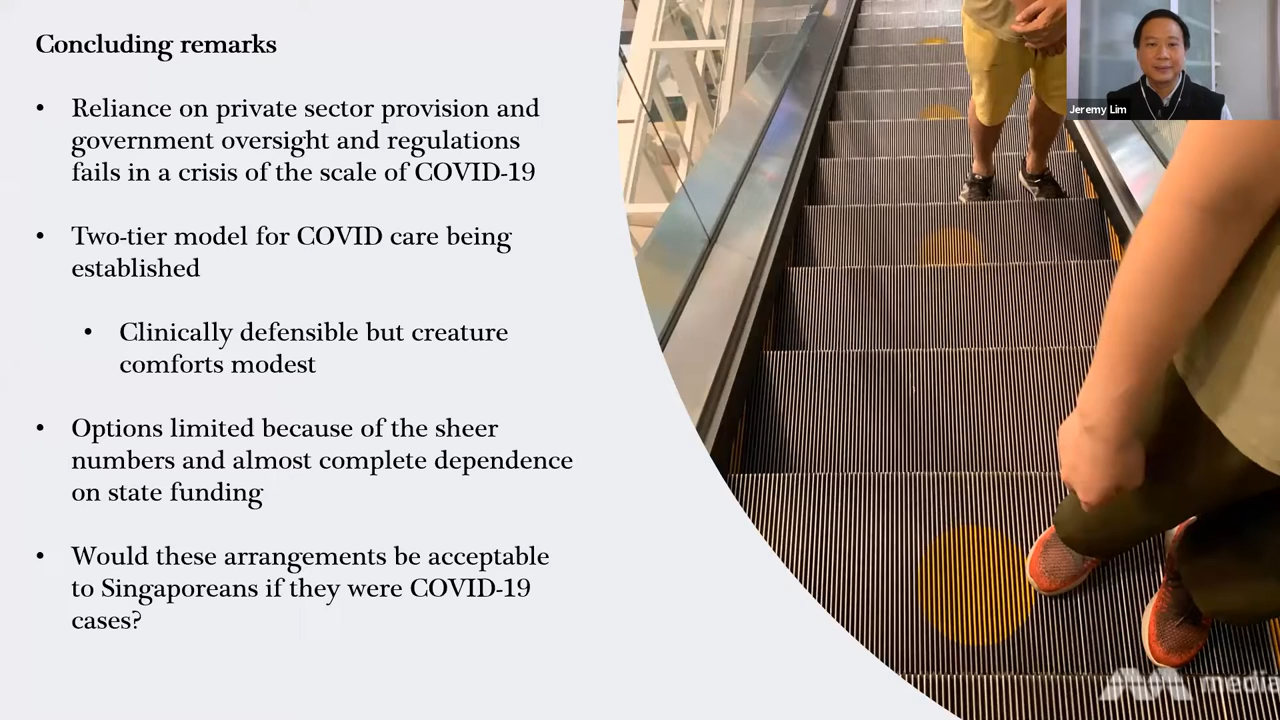 Concluding remarks
• Reliance on private sector provision and
government oversight and regulations
fails in a crisis of the scale of COVID-19
• Two-tier model for COVID care being
established
• Clinically defensible but creature
comforts modest
• Options limited because of the sheer
numbers and almost complete dependence
on state funding
• Would these arrangements be acceptable
to Singaporeans if they were COVID-19
cases?
Jeremy Lim
media